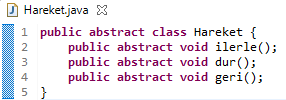 Hareket.java
1 public abstract class Hareket {
2     public abstract void ilerle();
3     public abstract void dur();
4     public abstract void geri();
5 }